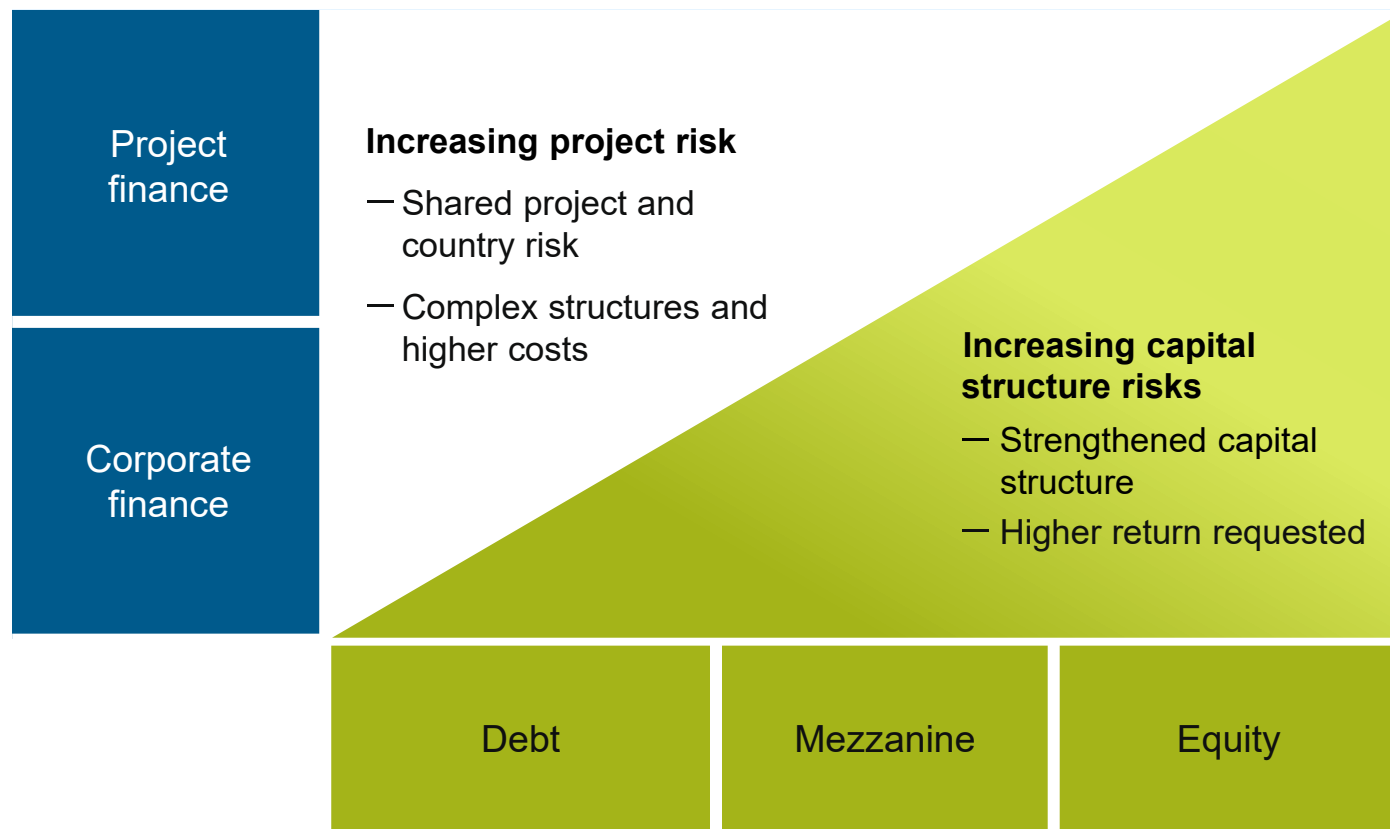 Project
finance
Increasing project risk
— Shared project and
country risk
— Complex structures and
higher costs
Corporate
finance
Increasing capital
structure risks
— Strengthened capital
structure
— Higher return requested
Debt
Mezzanine
Equity